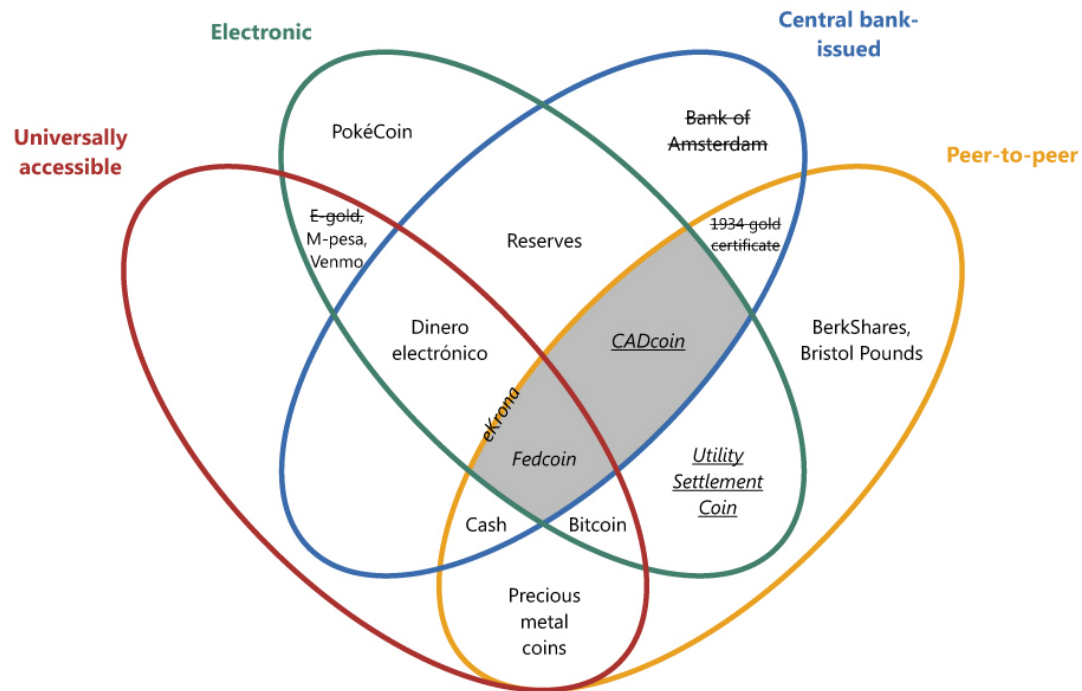 Electronic
Central bank-
issued
Universally
accessible
Peer-to-peer
PokéCoin
Bank of
Amsterdam
E-gold,
M-pesa,
Venmo
Reserves
1934 gold
certificate
Dinero
electrónico
CADcoin
BerkShares,
Bristol Pounds
eKrona
Fedcoin
Utility
Settlement
Coin
Cash
Bitcoin
Precious
metal
coins